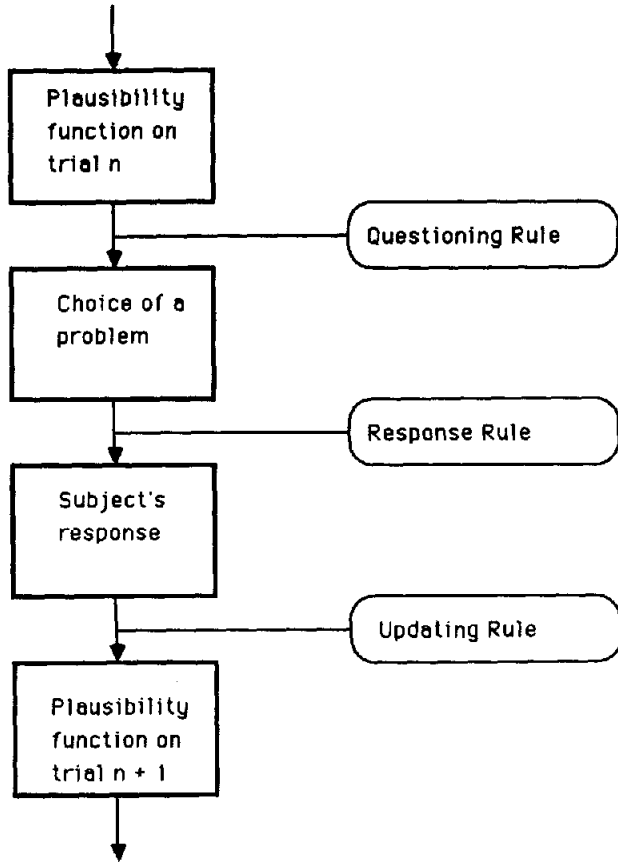 Plausibility
function on
trial n
Questioning Rule
Choice of a
problem
Response Rule
Subject's
response
Updating Rule
Plausibility
function on
trial n + 1